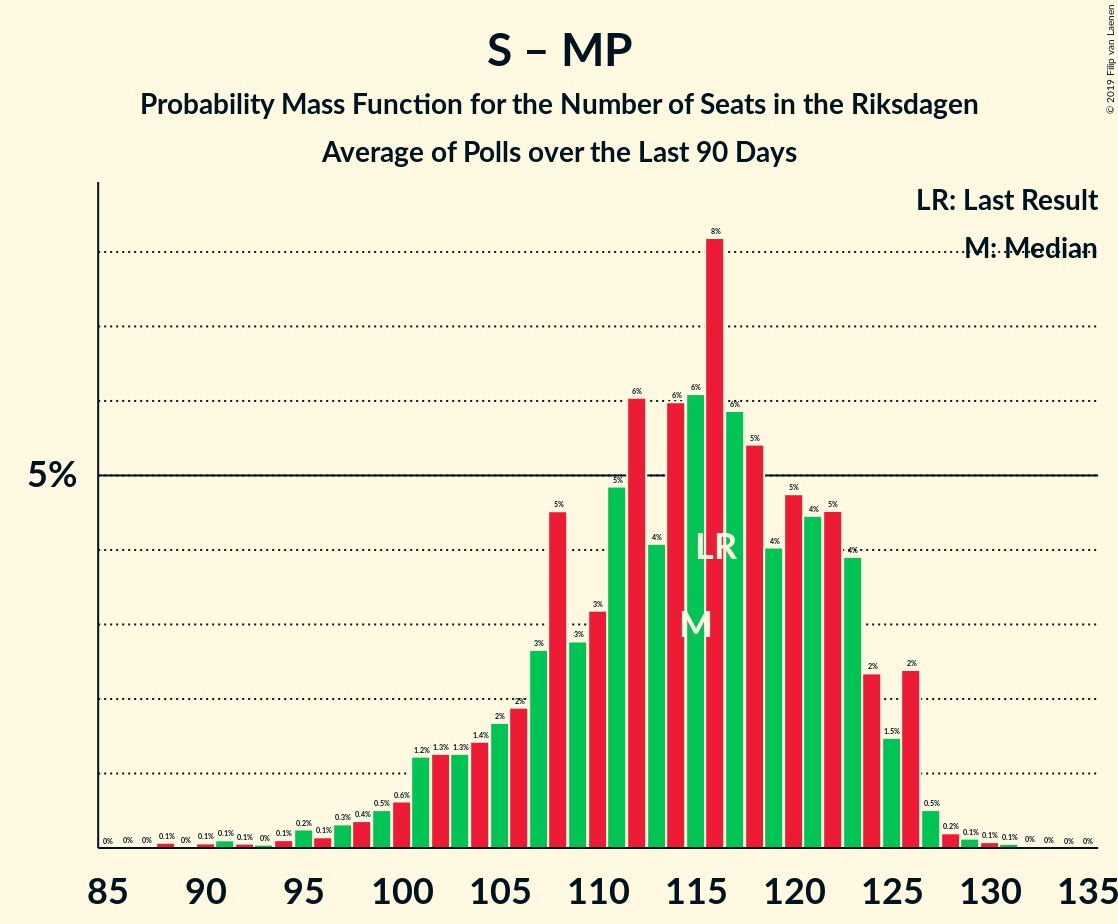 S – MP
Probability Mass Function for the Number of Seats in the Riksdagen
Average of Polls over the Last 90 Days
© 2019 Filip van Laenen
LR: Last Result
M: Median
5%
0% 0% 0% 0.1% 0% 0.1% 0.1% 0.1% 0% 0.1% 0.2% 0.1% 0.3% 0.4% 0.5% 0.6% 1.2% 1.3% 1.3% 1.4% 2% 2% 3% 5% 3% 3% 5% 6% 4% 6% 6% 8% 6% 5% 4% 5% 4% 5% 4% 2% 1.5% 2% 0.5% 0.2% 0.1% 0.1% 0.1% 0% 0% 0% 0%
LR
M
85 90 95 100 105 110 115 120 125 130 135